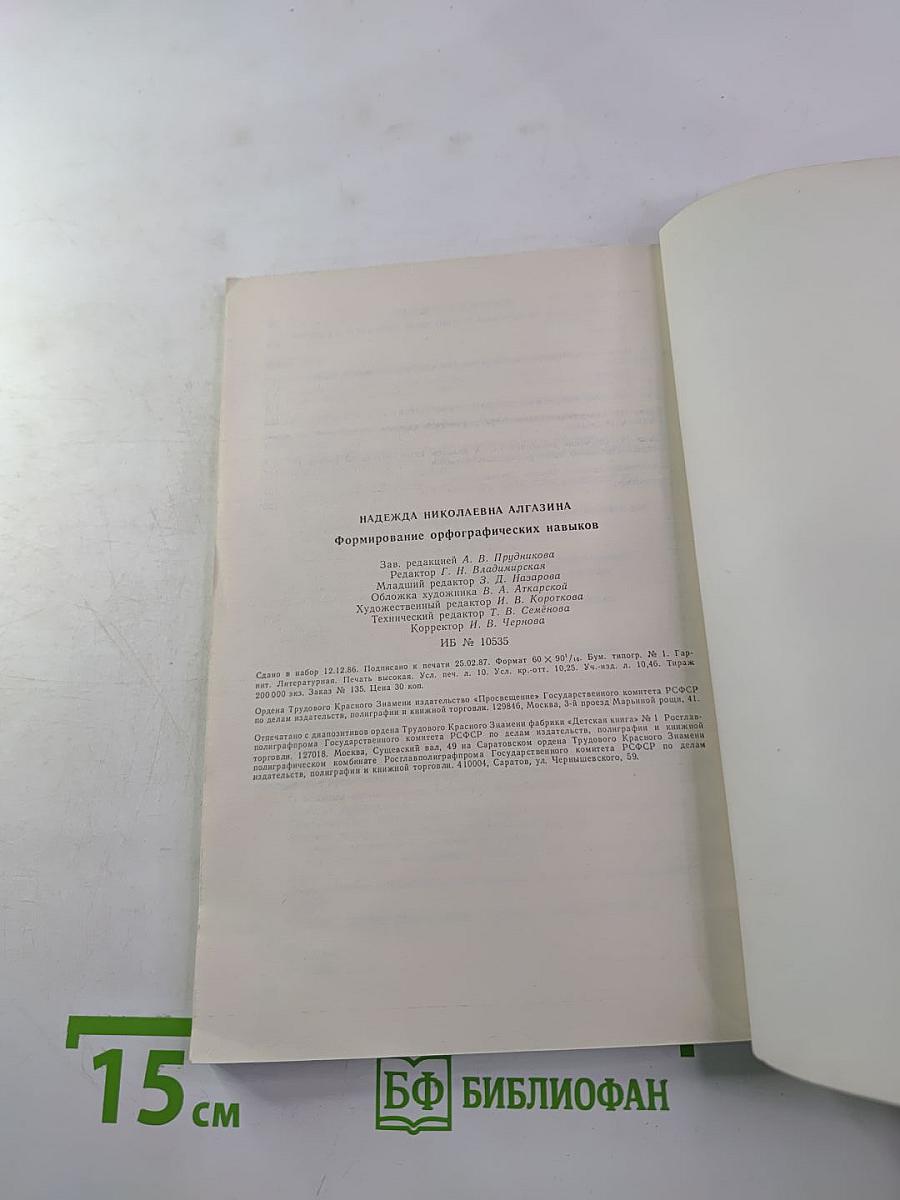 НАДЕЖДА НИКОЛАЕВНА АЛГАЗИНА
Формирование орфографических навыков
Зав. редакцией А. В. Прудникова
Редактор Г. Н. Владимирская
Младший редактор З. Д. Назарова
Обложка художника В. А. Аткарской
Художественный редактор И. В. Короткова
Технический редактор Т. В. Семёнова
Корректор И. В. Чернова
ИБ № 10535
Сдано в набор 12.12.86. Подписано к печати 25.02.87. Формат 60 × 90 1/16. Бум. типогр. № 1. Гар-
нит. Литературная. Печать высокая. Усл. печ. л. 10. Усл. кр.-отт. 10,25. Уч.-изд. л. 10,46. Тираж
200 000 экз. Заказ № 135. Цена 30 коп.
Ордена Трудового Красного Знамени издательство «Просвещение» Государственного комитета РСФСР
по делам издательств, полиграфии и книжной торговли. 129846, Москва, 3-й проезд Марьиной рощи, 41.
Отпечатано с диапозитивов ордена Трудового Красного Знамени фабрики «Детская книга» № 1 Росглав-
полиграфпрома Государственного комитета РСФСР по делам издательств, полиграфии и книжной
торговли. 127018. Москва, Сущевский вал, 49 на Саратовском ордена Трудового Красного Знамени
полиграфическом комбинате Росглавполиграфпрома Государственного комитета РСФСР по делам
издательств, полиграфии и книжной торговли. 410004, Саратов, ул. Чернышевского, 59.
15 см
БФ БИБЛИОФАН